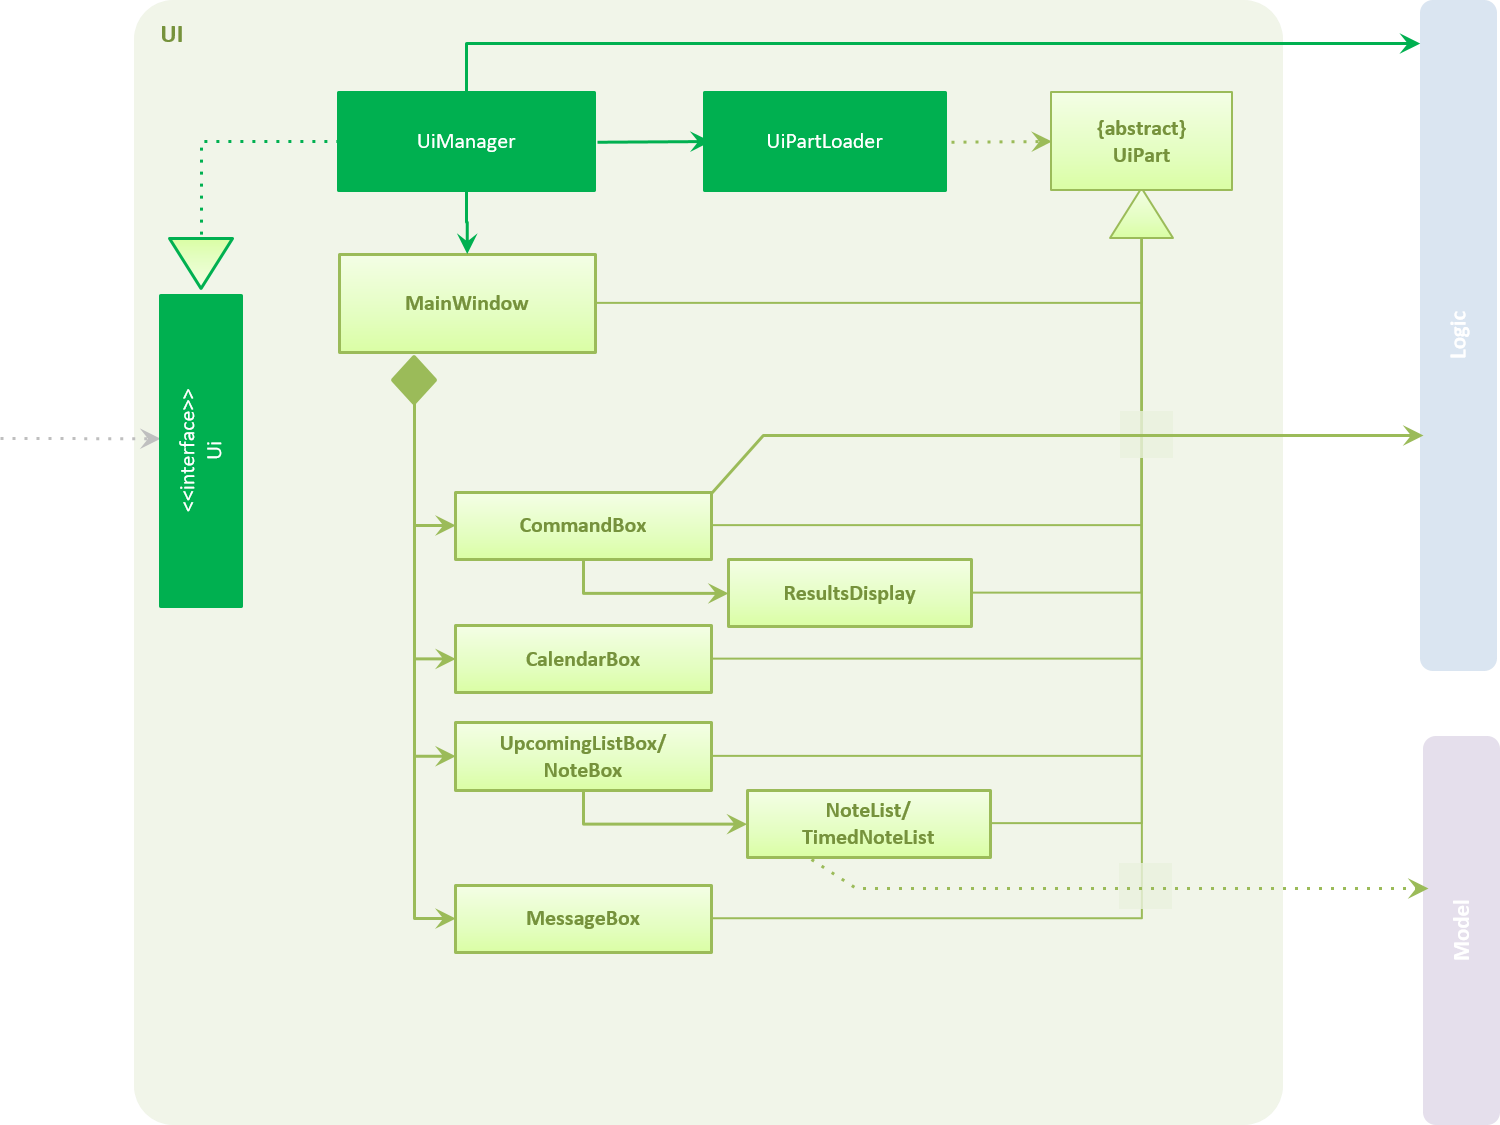 UI
UiManager
UiPartLoader
{abstract}
UiPart
MainWindow
Logic
<<interface>>
Ui
CommandBox
ResultsDisplay
CalendarBox
UpcomingListBox/
NoteBox
NoteList/
TimedNoteList
MessageBox
Model